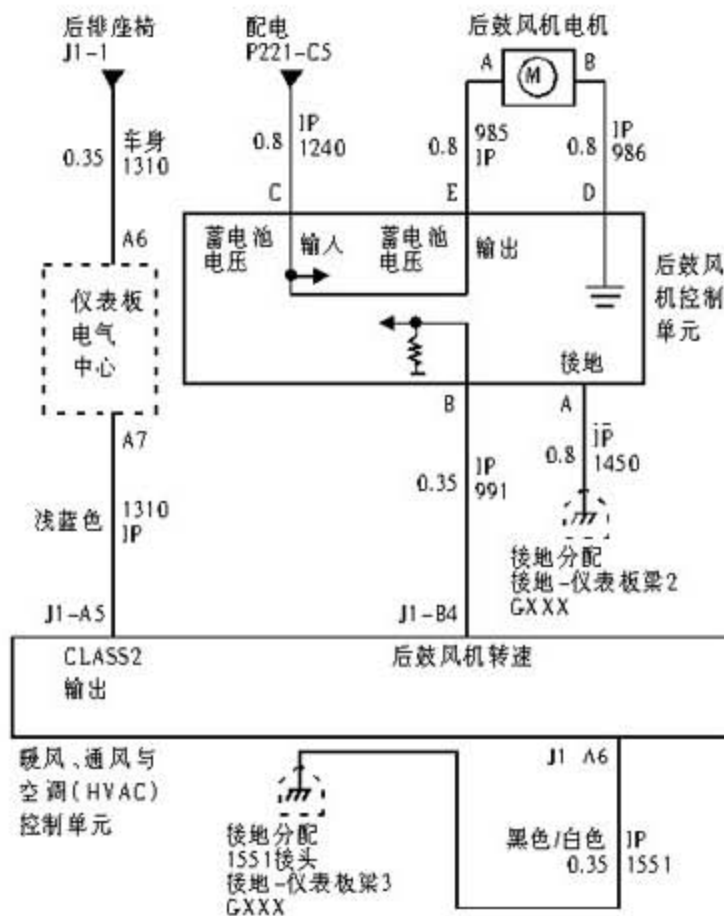 后排座椅
J1-1
配电
P221-C5
后鼓风机电机
A
B
M
0.35
车身
1310
0.8
IP
1240
0.8
985
IP
0.8
IP
986
C
E
D
A6
蓄电池
电压
输入
蓄电池
电压
输出
后鼓风
机控制
单元
仪表板
电气
中心
接地
B
A
A7
0.35
IP
991
0.8
IP
1450
浅蓝色
1310
IP
接地分配
接地-仪表板梁2
GXXX
J1-A5
J1-B4
CLASS2
输出
后鼓风机转速
暖风、通风与
空调(HVAC)
控制单元
J1 A6
接地分配
1551接头
接地-仪表板梁3
GXXX
黑色/白色
0.35
IP
1551